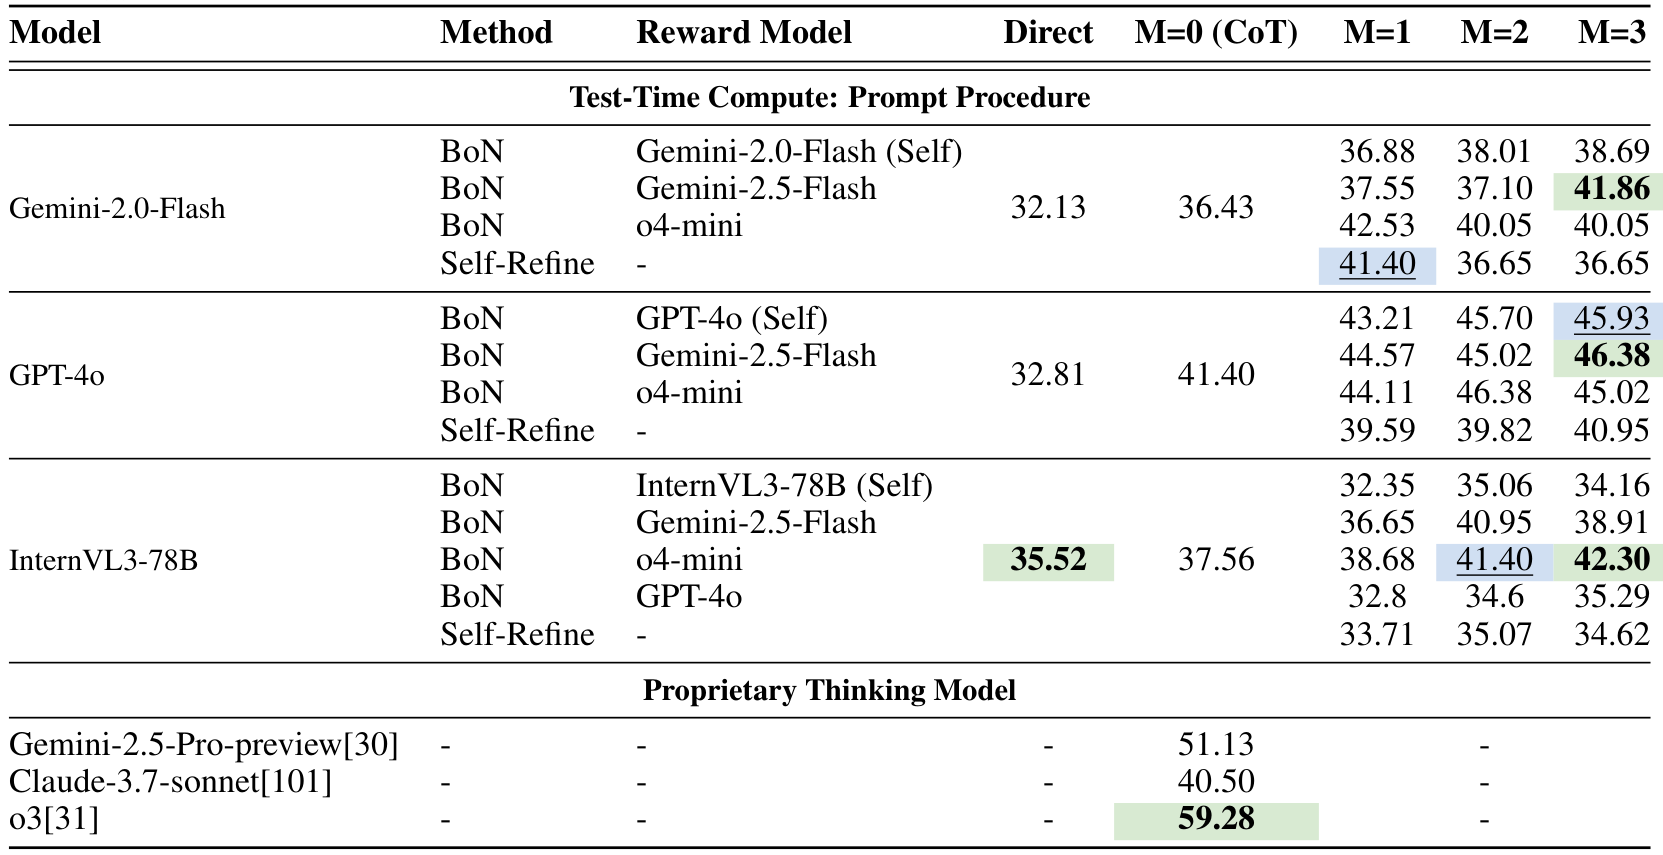 Model Method Reward Model Direct M=0 (CoT) M=1 M=2 M=3
Test-Time Compute: Prompt Procedure
BoN Gemini-2.0-Flash (Self) 36.88 38.01 38.69
BoN Gemini-2.5-Flash 37.55 37.10 41.86
Gemini-2.0-Flash 32.13 36.43
BoN o4-mini 42.53 40.05 40.05
Self-Refine - 41.40 36.65 36.65
BoN GPT-4o (Self) 43.21 45.70 45.93
BoN Gemini-2.5-Flash 44.57 45.02 46.38
GPT-4o 32.81 41.40
BoN o4-mini 44.11 46.38 45.02
Self-Refine - 39.59 39.82 40.95
BoN InternVL3-78B (Self) 32.35 35.06 34.16
BoN Gemini-2.5-Flash 36.65 40.95 38.91
InternVL3-78B BoN o4-mini 35.52 37.56 38.68 41.40 42.30
BoN GPT-4o 32.8 34.6 35.29
Self-Refine - 33.71 35.07 34.62
Proprietary Thinking Model
Gemini-2.5-Pro-preview[30] - - - 51.13 -
Claude-3.7-sonnet[101] - - - 40.50 -
o3[31] - - - 59.28 -